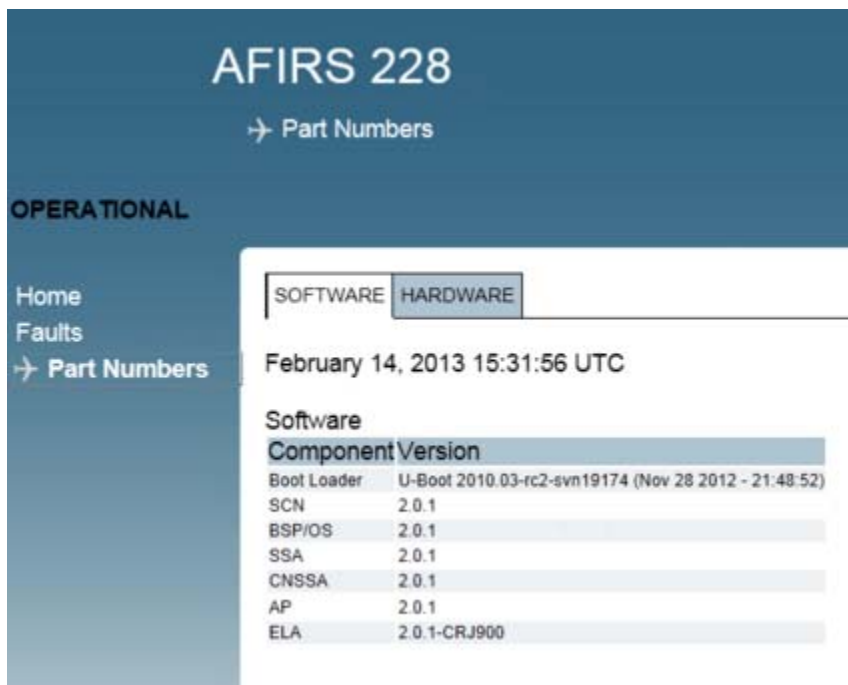 AFIRS 228
Part Numbers
OPERATIONAL
Home
Faults
Part Numbers
SOFTWARE HARDWARE
February 14, 2013 15:31:56 UTC
Software
Component Version
Boot Loader U-Boot 2010.03-rc2-svn19174 (Nov 28 2012 - 21:48:52)
SCN 2.0.1
BSP/OS 2.0.1
SSA 2.0.1
CNSSA 2.0.1
AP 2.0.1
ELA 2.0.1-CRJ900